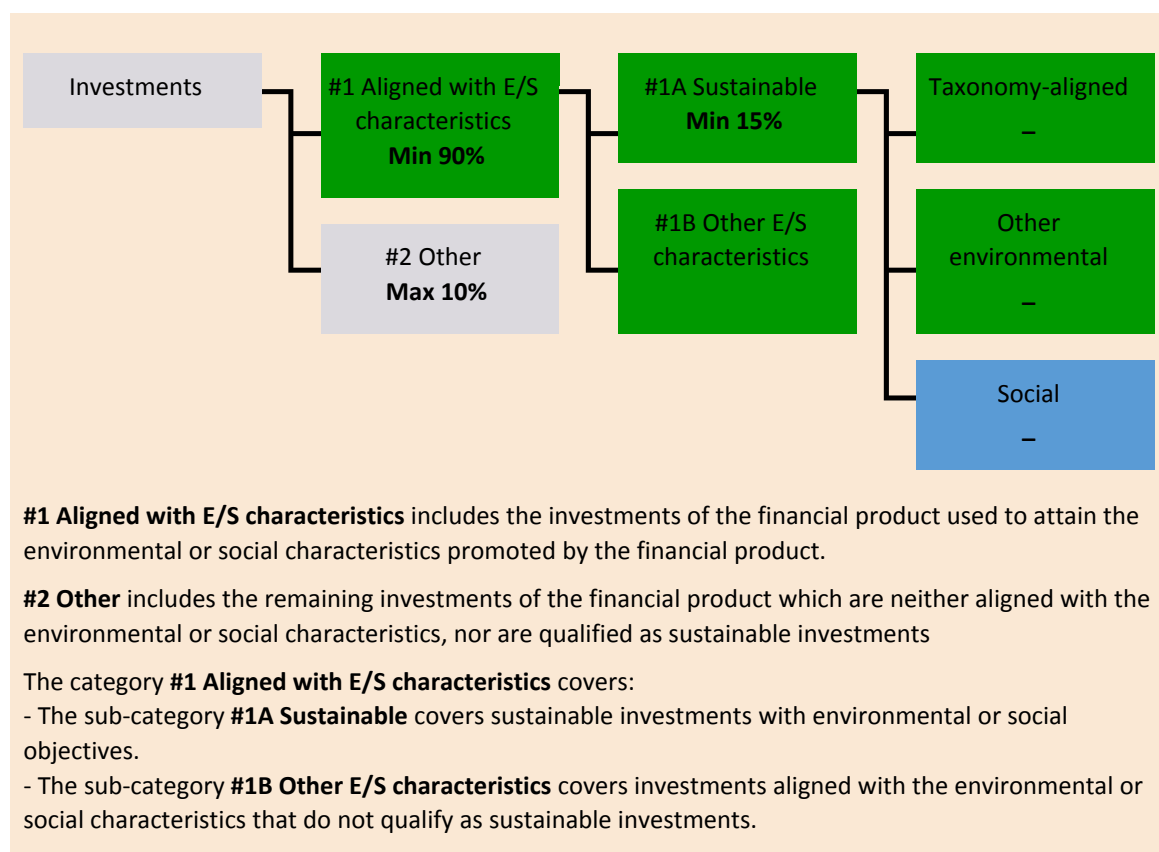 Investments
#1 Aligned with E/S
characteristics
Min 90%
#2 Other
Max 10%
#1A Sustainable
Min 15%
#1B Other E/S
characteristics
Taxonomy-aligned
–
Other
environmental
–
Social
–
#1 Aligned with E/S characteristics includes the investments of the financial product used to attain the
environmental or social characteristics promoted by the financial product.
#2 Other includes the remaining investments of the financial product which are neither aligned with the
environmental or social characteristics, nor are qualified as sustainable investments
The category #1 Aligned with E/S characteristics covers:
- The sub-category #1A Sustainable covers sustainable investments with environmental or social
objectives.
- The sub-category #1B Other E/S characteristics covers investments aligned with the environmental or
social characteristics that do not qualify as sustainable investments.